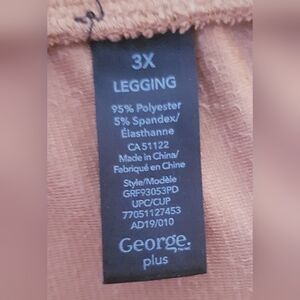 3X
LEGGING
95% Polyester
5% Spandex/
Élasthanne
CA 51122
Made in China/
Fabriqué en Chine
Style/Modèle
GRF93053PD
UPC/CUP
77051127453
AD19/010
George.
plus